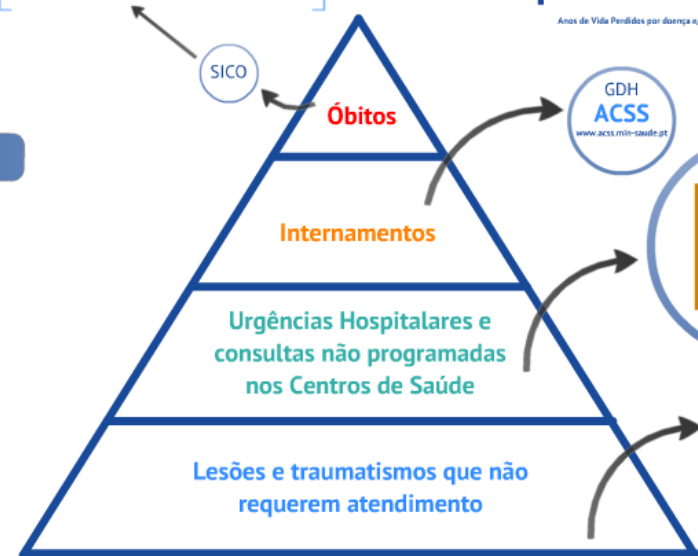 Anos de Vida Perdidos por doença
SICO
GDH
ACSS
www.acss.min-saude.pt
Óbitos
Internamentos
Urgências Hospitalares e
consultas não programadas
nos Centros de Saúde
Lesões e traumatismos que não
requerem atendimento